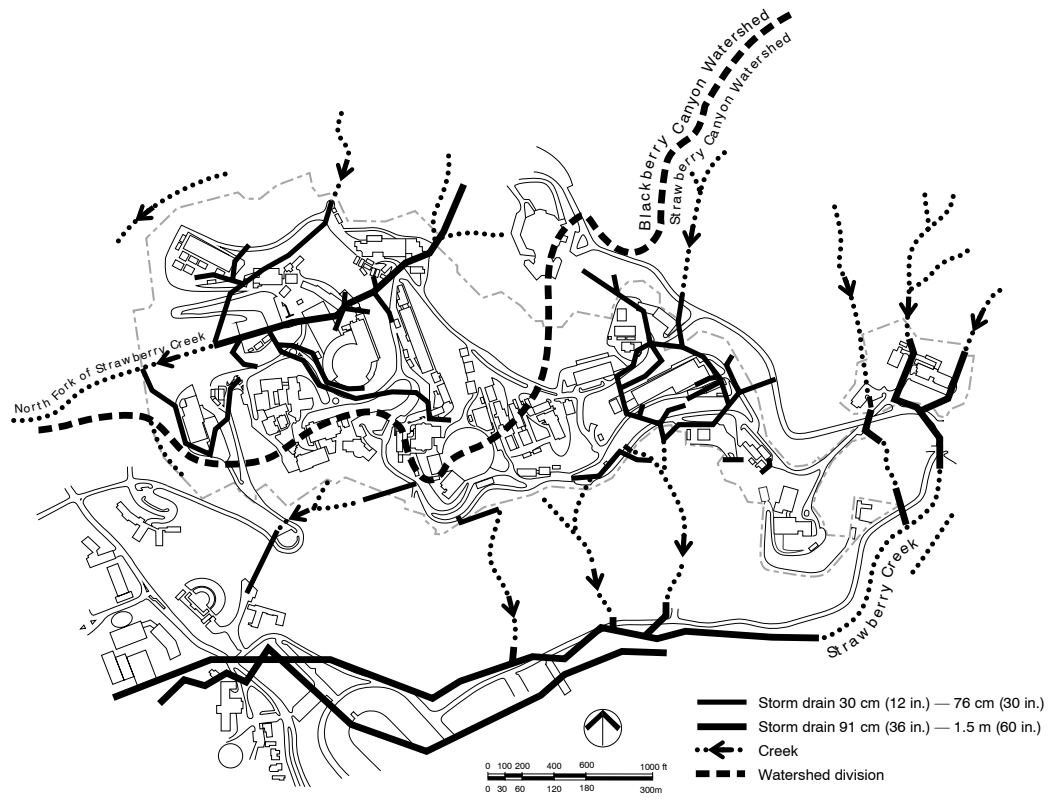 Blackberry Canyon Watershed
Strawberry Canyon Watershed
North Fork of Strawberry Creek
Strawberry Creek
Storm drain 30 cm (12 in.) — 76 cm (30 in.)
Storm drain 91 cm (36 in.) — 1.5 m (60 in.)
Creek
Watershed division
0 100 200 400 600 1000 ft
0 30 60 120 180 300m